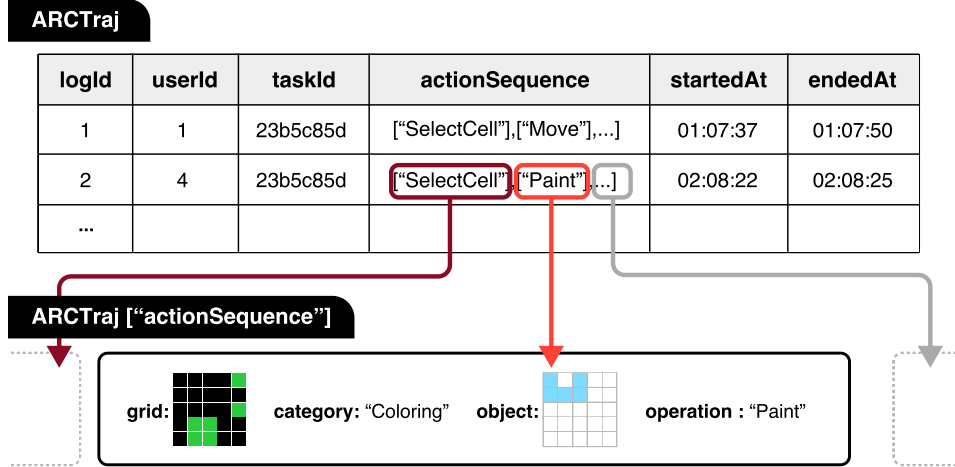 ARCTraj
logId userId taskId actionSequence startedAt endedAt
1 1 23b5c85d [“SelectCell”],[“Move”],...] 01:07:37 01:07:50
2 4 23b5c85d [“SelectCell”],[“Paint”],...] 02:08:22 02:08:25
...
ARCTraj [“actionSequence”]
grid: category: “Coloring” object: operation : “Paint”